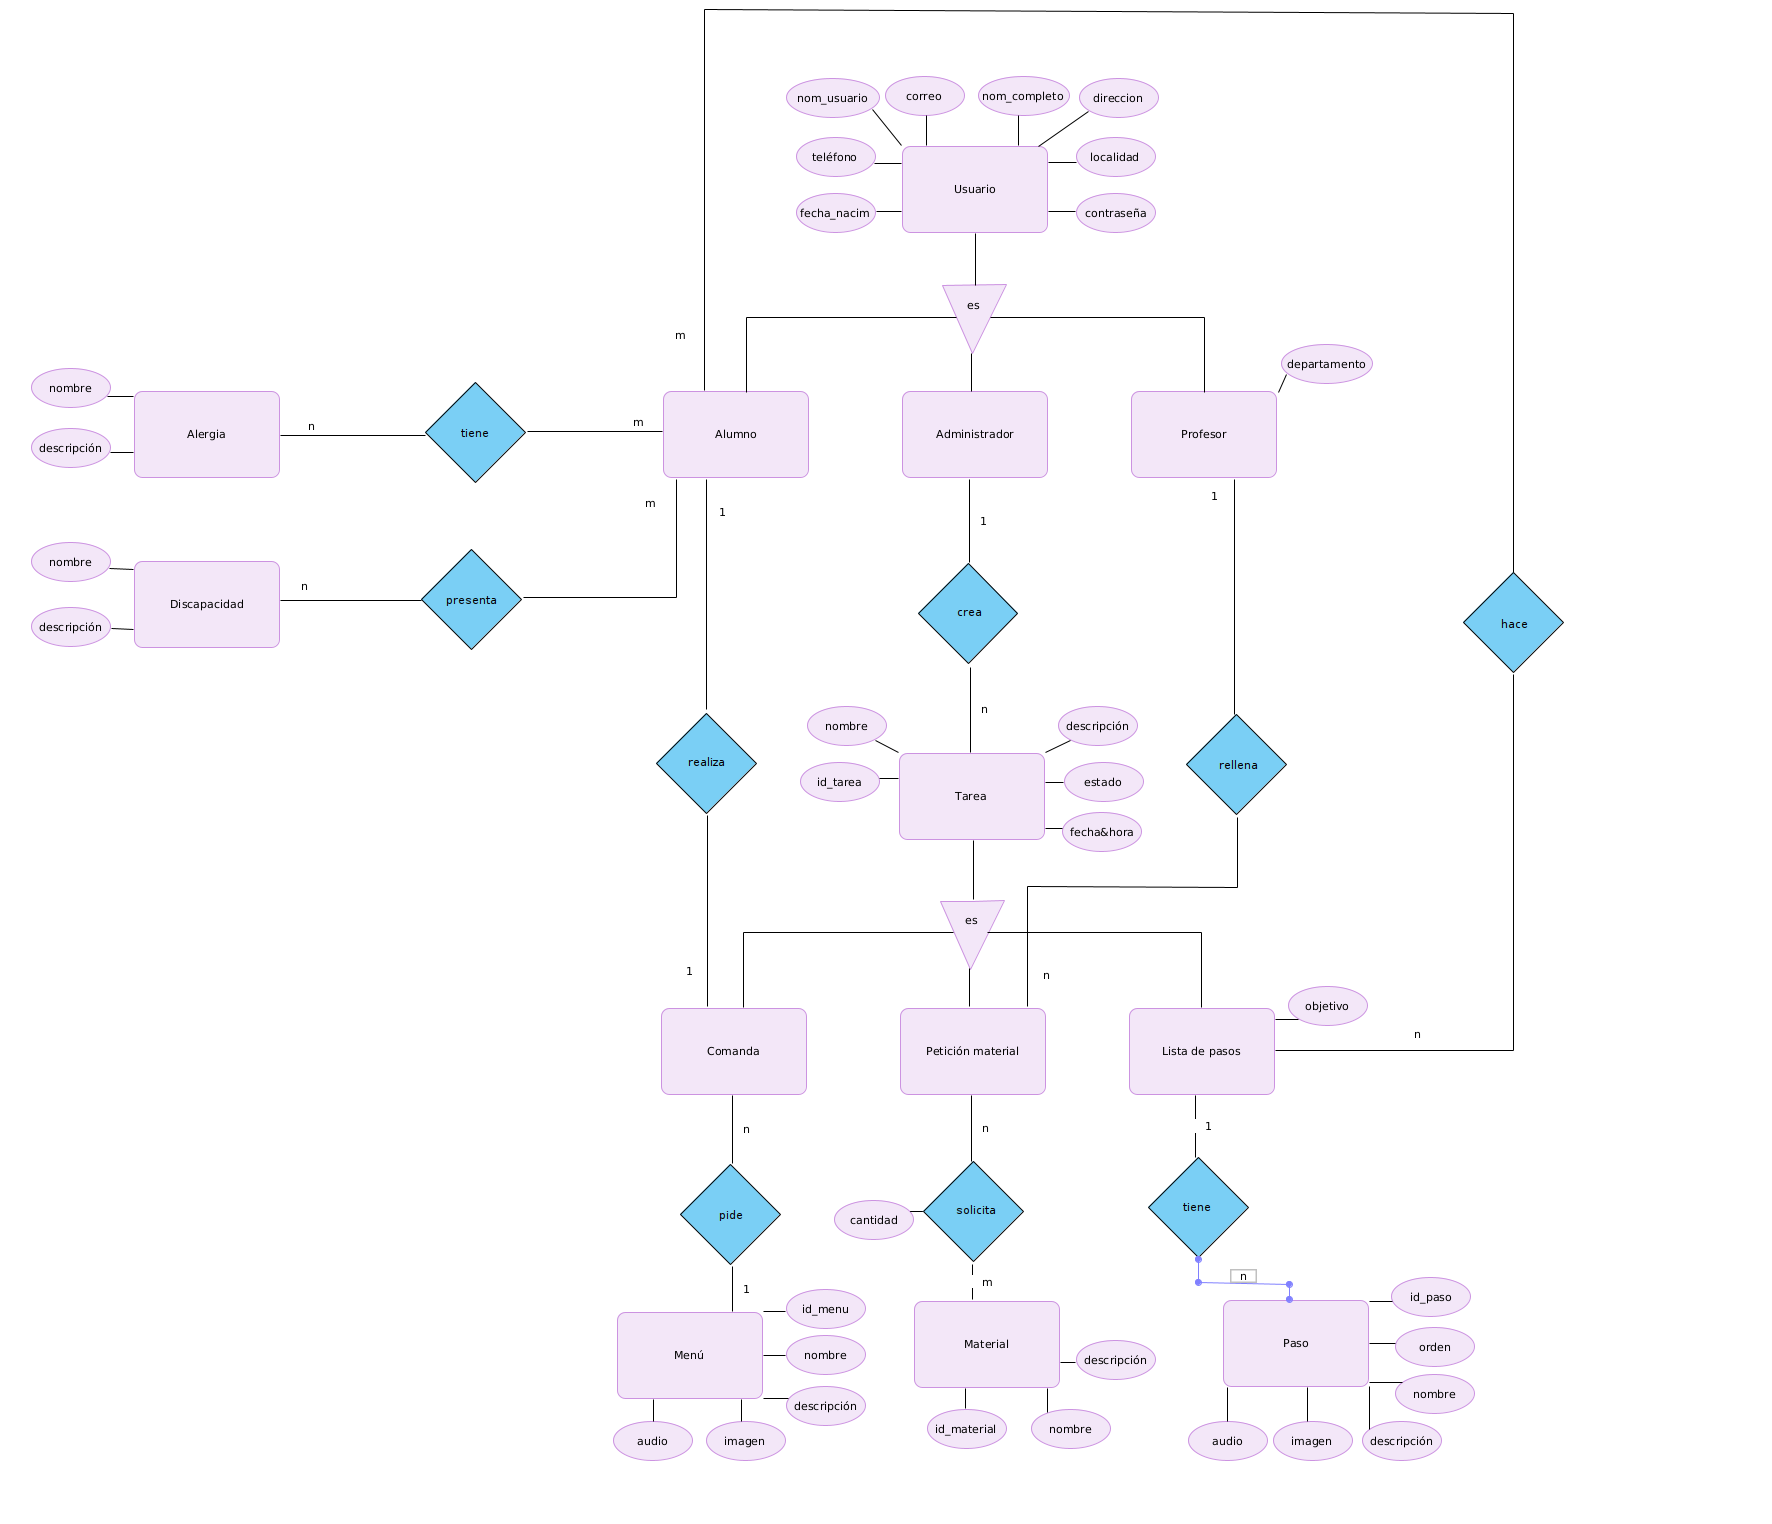 nom_usuario
correo
nom_completo
direccion
teléfono
localidad
Usuario
fecha_nacim
contraseña
es
m
departamento
nombre
Alergia
n
tiene
m
Alumno
Administrador
Profesor
descripción
m
1
1
1
nombre
Discapacidad
n
presenta
crea
hace
descripción
n
nombre
descripción
realiza
rellena
id_tarea
Tarea
estado
fecha&hora
es
1
n
objetivo
n
Comanda
Petición material
Lista de pasos
n
n
1
pide
cantidad
solicita
tiene
n
1
m
id_menu
id_paso
Menú
nombre
Material
descripción
Paso
orden
descripción
nombre
audio
imagen
id_material
nombre
audio
imagen
descripción